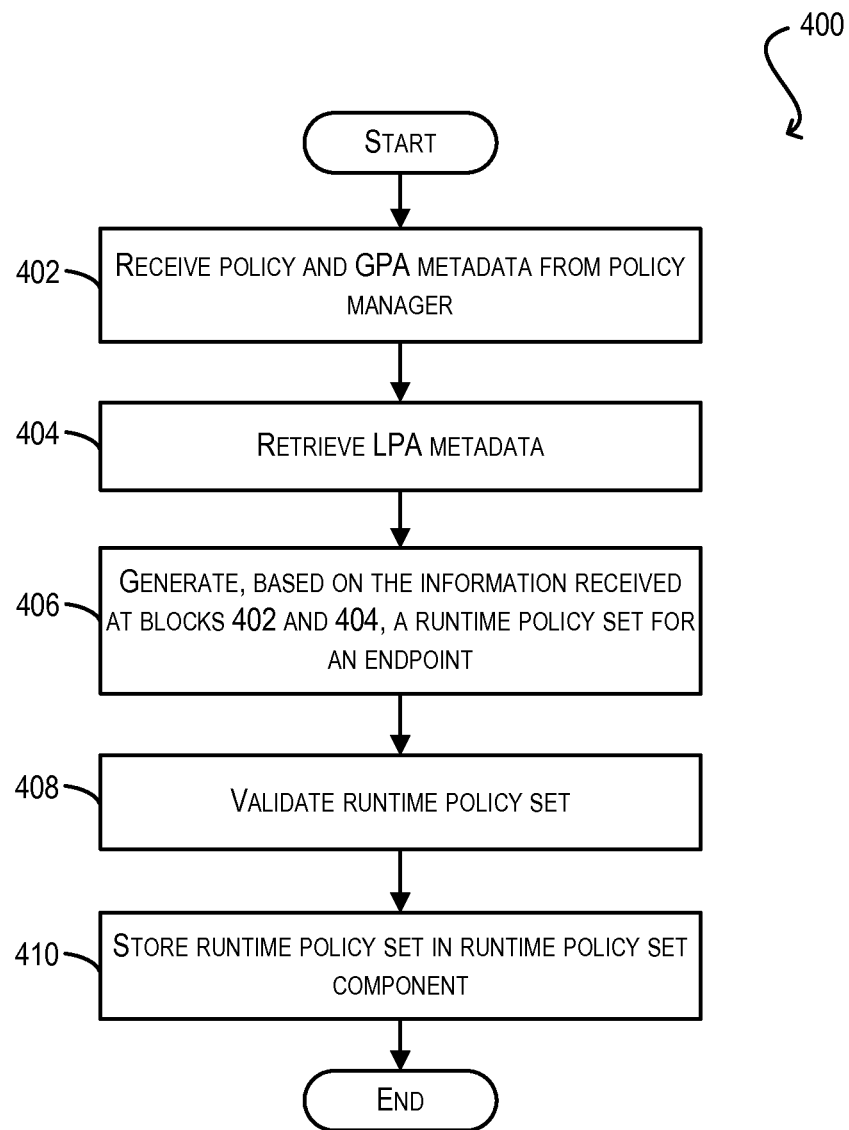 400
START
402
RECEIVE POLICY AND GPA METADATA FROM POLICY
MANAGER
404
RETRIEVE LPA METADATA
406
GENERATE, BASED ON THE INFORMATION RECEIVED
AT BLOCKS 402 AND 404, A RUNTIME POLICY SET FOR
AN ENDPOINT
408
VALIDATE RUNTIME POLICY SET
410
STORE RUNTIME POLICY SET IN RUNTIME POLICY SET
COMPONENT
END